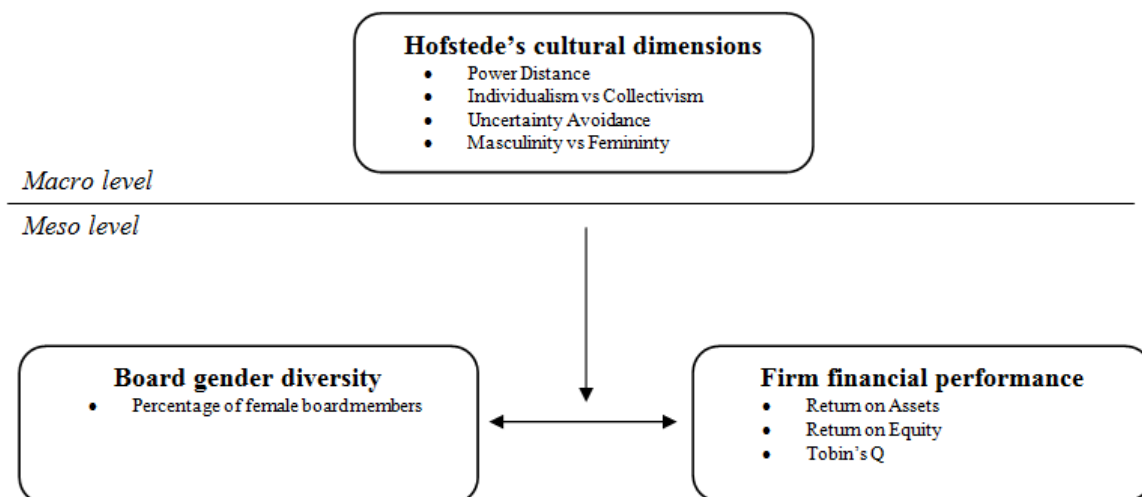 Hofstede's cultural dimensions
• Power Distance
• Individualism vs Collectivism
• Uncertainty Avoidance
• Masculinity vs Femininty
Macro level
Meso level
Board gender diversity
• Percentage of female boardmembers
Firm financial performance
• Return on Assets
• Return on Equity
• Tobin's Q